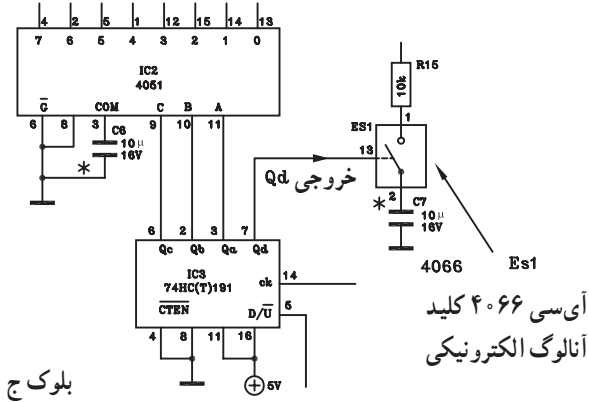 4 2 5 1 12 15 14 13
7 6 5 4 3 2 1 0
IC2
4051
G COM C B A
6 8 3 9 10 11
C6
10μ
16V
*
R15
10k
1
ES1
13
2
*
C7
10μ
16V
خروجی Qd
4066 Es1
آی‌سی ۴۰۶۶ کلید
آنالوگ الکترونیکی
6 2 3 7
Qc Qb Qa Qd
IC3
74HC(T)191
ck 14
CTEN D/U 5
4 8 11 16
5V
بلوک ج